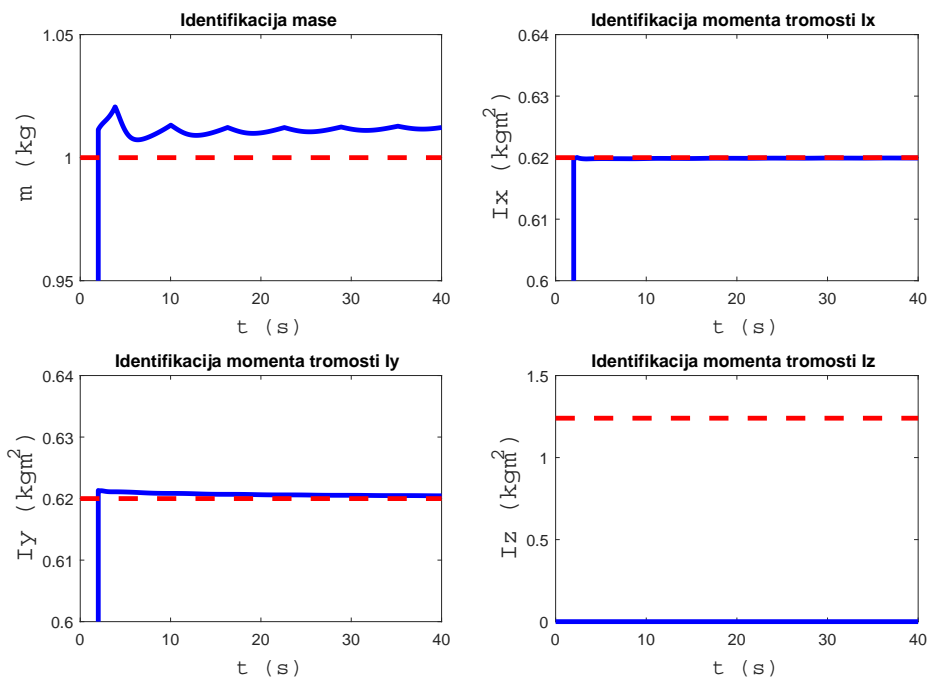 Identifikacija mase
1.05
1
0.95
m (kg)
0 10 20 30 40
t (s)
Identifikacija momenta tromosti Ix
0.64
0.63
0.62
0.61
0.6
Ix (kgm²)
0 10 20 30 40
t (s)
Identifikacija momenta tromosti Iy
0.64
0.63
0.62
0.61
0.6
Iy (kgm²)
0 10 20 30 40
t (s)
Identifikacija momenta tromosti Iz
1.5
1
0.5
0
Iz (kgm²)
0 10 20 30 40
t (s)